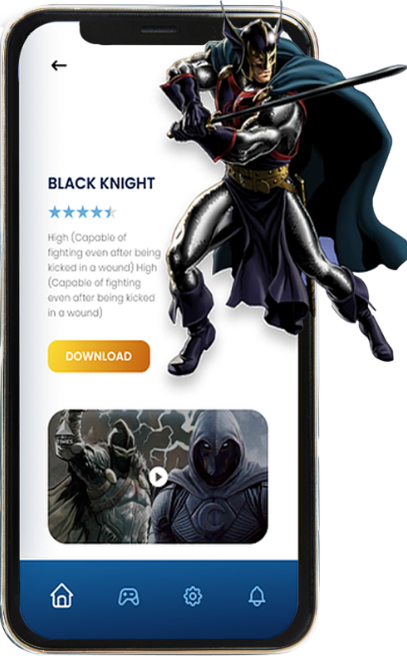 BLACK KNIGHT
High (Capable of
fighting even after being
kicked in a wound) High
(Capable of fighting
even after being kicked
in a wound)
DOWNLOAD
TIMES